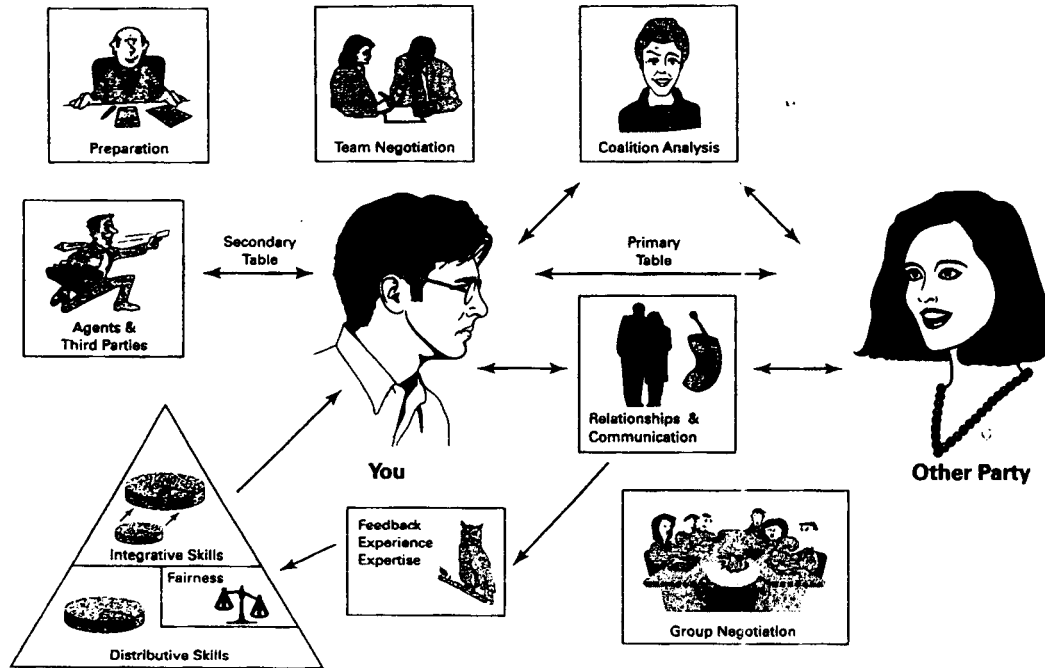 Preparation
Team Negotiation
Coalition Analysis
Agents &
Third Parties
Secondary
Table
Primary
Table
Relationships &
Communication
You
Other Party
Integrative Skills
Fairness
Distributive Skills
Feedback
Experience
Expertise
Group Negotiation